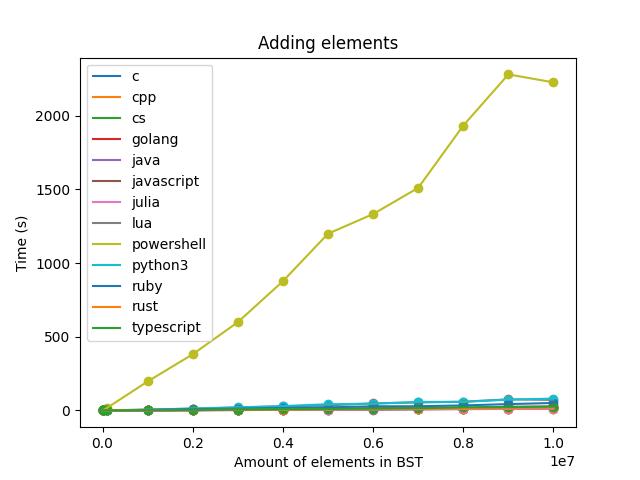 Adding elements
c
cpp
cs
golang
java
javascript
julia
lua
powershell
python3
ruby
rust
typescript
Time (s)
2000
1500
1000
500
0
0.0 0.2 0.4 0.6 0.8 1.0
1e7
Amount of elements in BST